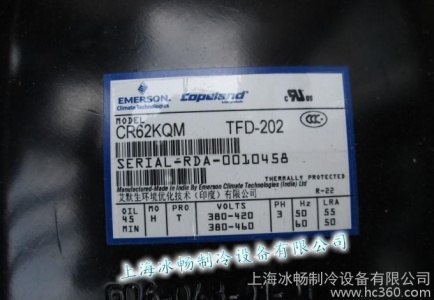 EMERSON
Climate Technologies
Copeland
MODEL
CR62KQM TFD-202
SERIAL-RDA-0010458
THERMALLY PROTECTED
Manufactured-Made in India By Emerson Climate Technologies (India) Ltd
艾默生环境优化技术(印度)有限公司 R-22
OIL MO PRO VOLTS PH HZ LRA
45 H T 380-420 3 50 55
MIN 380-460 60 50
上海冰畅制冷设备有限公司
上海冰畅制冷设备有限公司
www.hc360.com